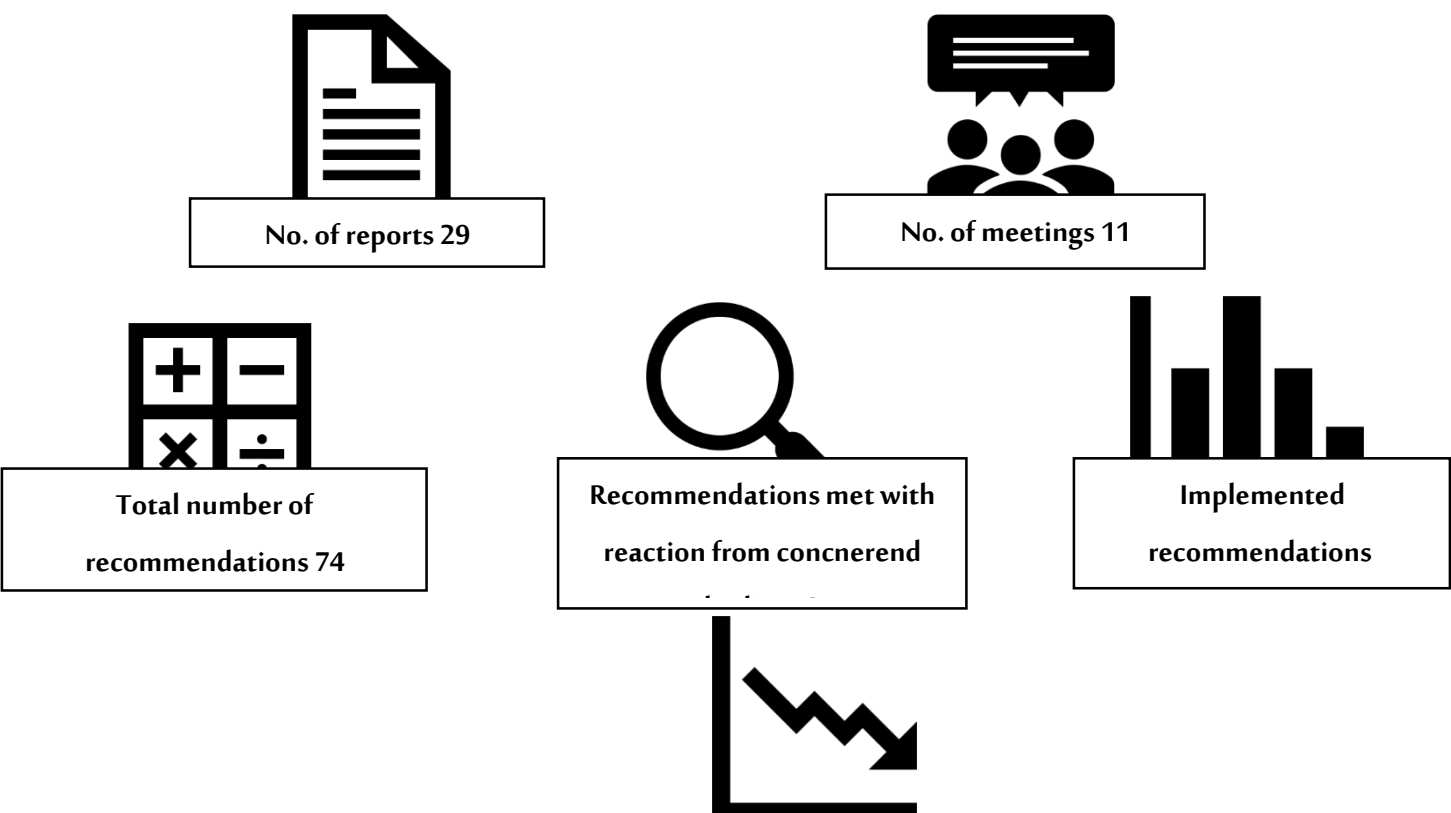 No. of reports 29
No. of meetings 11
Total number of
recommendations 74
Recommendations met with
reaction from concnerend
Implemented
recommendations